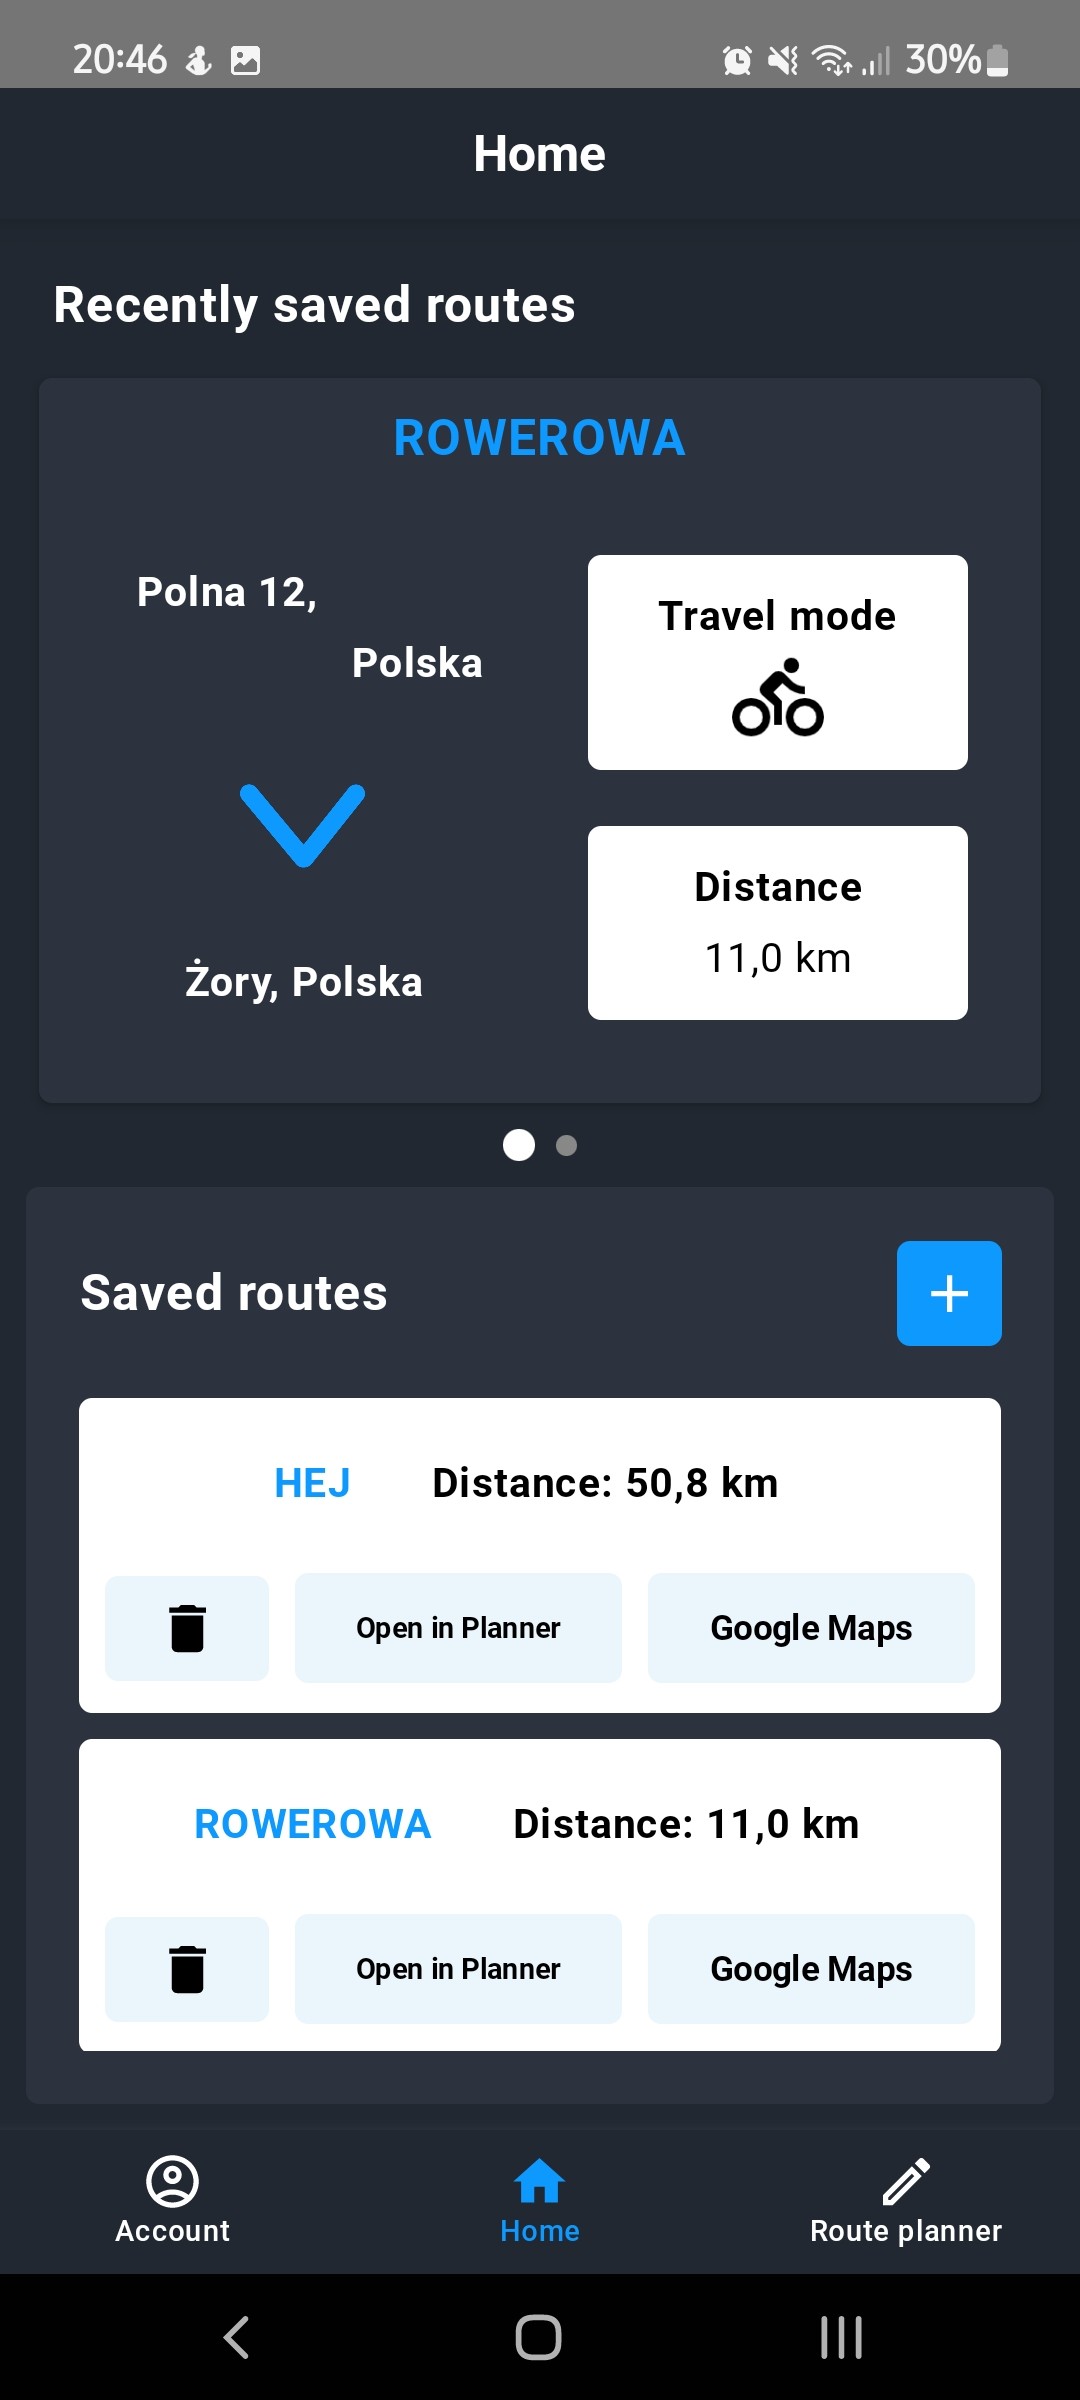 20:46 30%
Home
Recently saved routes
ROWEROWA
Polna 12,
Polska
Travel mode
Żory, Polska
Distance
11,0 km
Saved routes
HEJ Distance: 50,8 km
Open in Planner Google Maps
ROWEROWA Distance: 11,0 km
Open in Planner Google Maps
Account Home Route planner